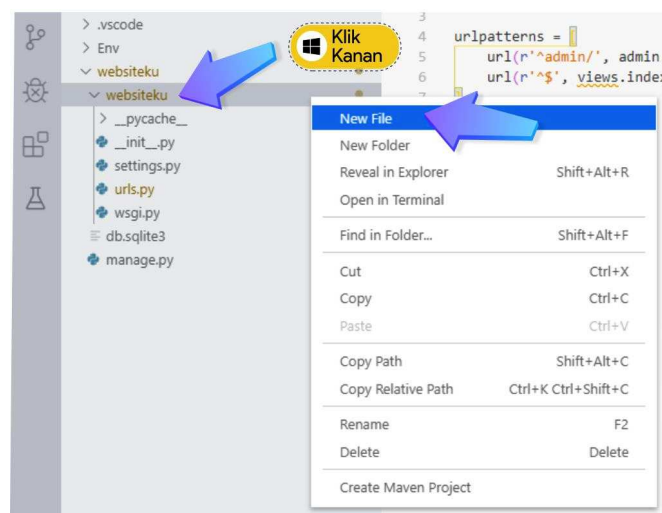 .vscode
Env
websiteku
websiteku
__pycache__
__init__.py
settings.py
urls.py
wsgi.py
db.sqlite3
manage.py
Klik
Kanan
3
4 urlpatterns = [
5 url(r'^admin/', admin
6 url(r'^$', views.index
7 ]
New File
New Folder
Reveal in Explorer Shift+Alt+R
Open in Terminal
Find in Folder... Shift+Alt+F
Cut Ctrl+X
Copy Ctrl+C
Paste Ctrl+V
Copy Path Shift+Alt+C
Copy Relative Path Ctrl+K Ctrl+Shift+C
Rename F2
Delete Delete
Create Maven Project